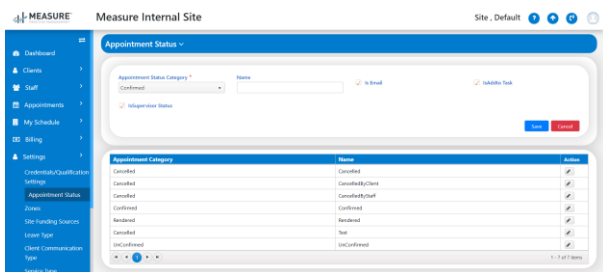 MEASURE
Measure Internal Site
Site , Default
Dashboard
Clients
Staff
Appointments
My Schedule
Billing
Settings
Credentials/Qualification
Settings
Appointment Status
Zones
Site Funding Sources
Leave Type
Client Communication
Type
Service Type
Appointment Status
Appointment Status Category *
Name
Confirmed
Is Email
IsAddto Task
IsSupervisor Status
Save
Cancel
Appointment Category Name Action
Cancelled Cancelled
Cancelled CancelledByClient
Cancelled CancelledByStaff
Confirmed Confirmed
Rendered Rendered
Cancelled Test
UnConfirmed UnConfirmed
1
1 - 7 of 7 items